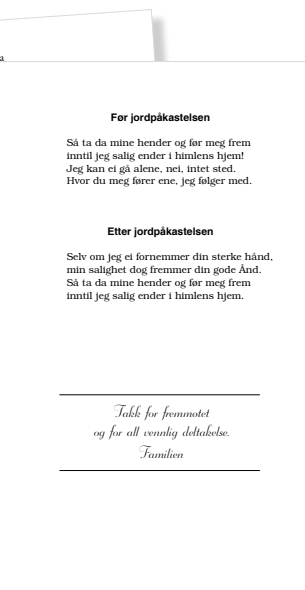 a
Før jordpåkastelsen
Så ta da mine hender og før meg frem
inntil jeg salig ender i himlens hjem!
Jeg kan ei gå alene, nei, intet sted.
Hvor du meg fører ene, jeg følger med.
Etter jordpåkastelsen
Selv om jeg ei fornemmer din sterke hånd,
min salighet dog fremmer din gode Ånd.
Så ta da mine hender og før meg frem
inntil jeg salig ender i himlens hjem.
Takk for fremmøtet
og for all vennlig deltakelse.
Familien